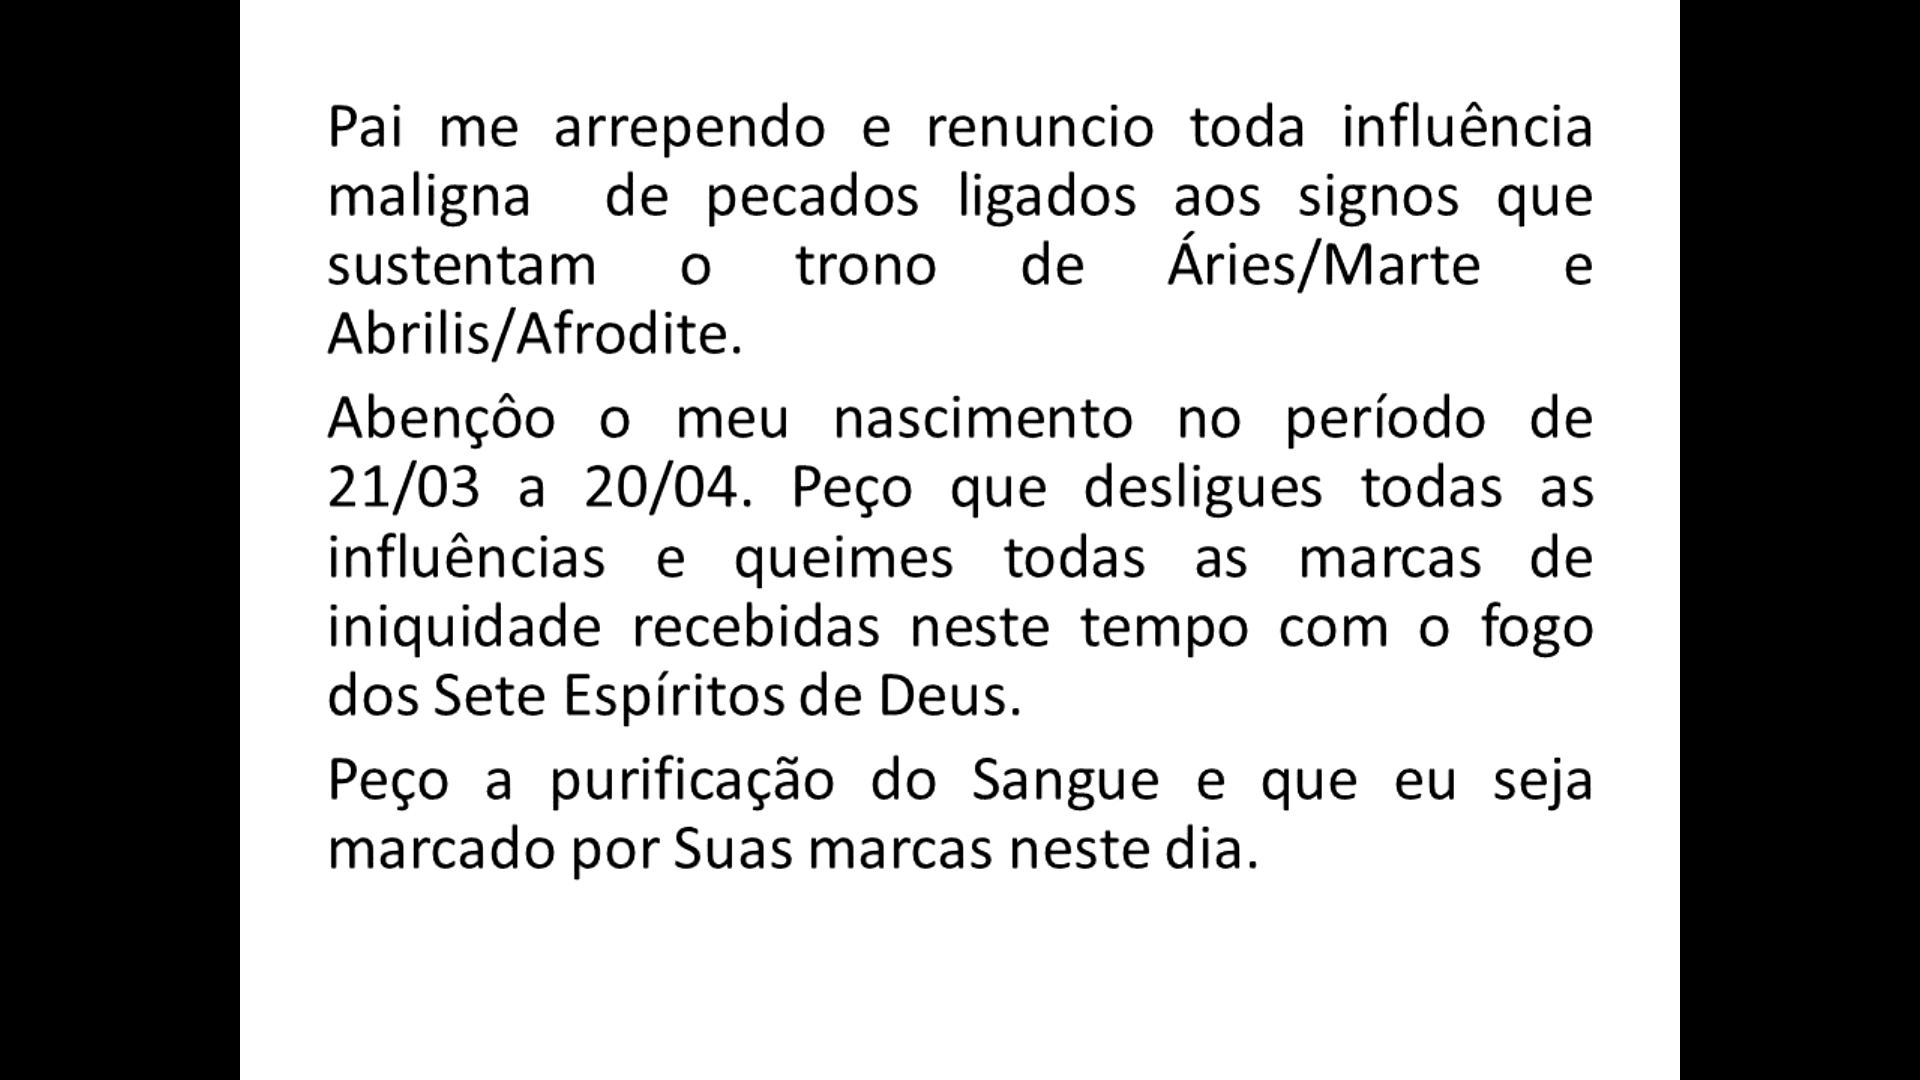 Pai me arrependo e renuncio toda influência
maligna de pecados ligados aos signos que
sustentam o trono de Áries/Marte e
Abrilis/Afrodite.
Abençôo o meu nascimento no período de
21/03 a 20/04. Peço que desligues todas as
influências e queimes todas as marcas de
iniquidade recebidas neste tempo com o fogo
dos Sete Espíritos de Deus.
Peço a purificação do Sangue e que eu seja
marcado por Suas marcas neste dia.